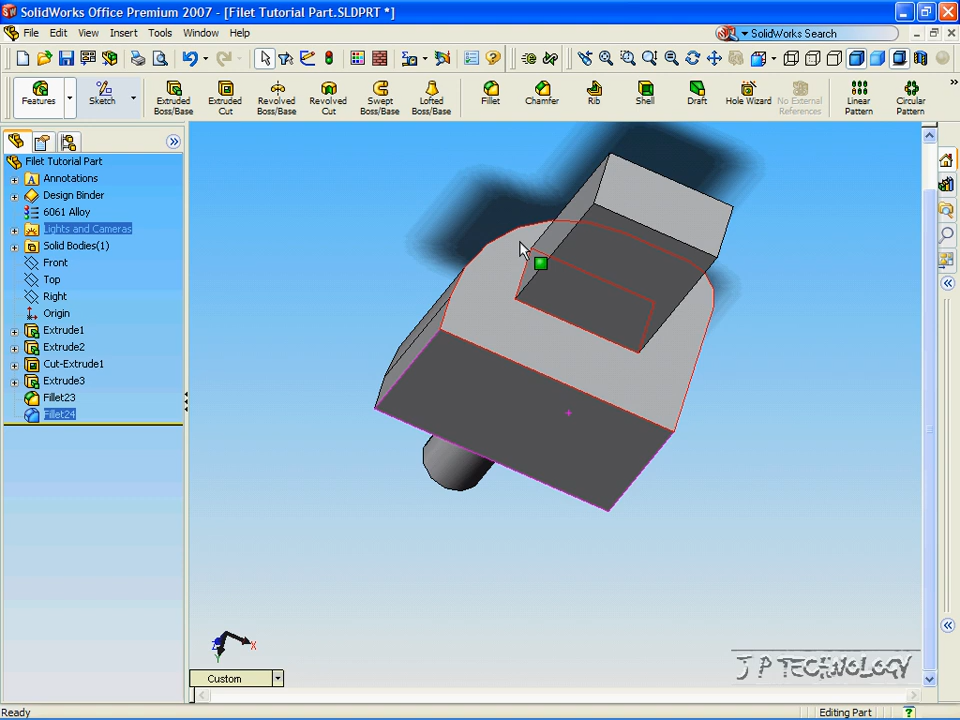 SolidWorks Office Premium 2007 - [Filet Tutorial Part.SLDPRT *]
File Edit View Insert Tools Window Help SolidWorks Search
Features Sketch Extruded Boss/Base Extruded Cut Revolved Boss/Base Revolved Cut Swept Boss/Base Lofted Boss/Base Fillet Chamfer Rib Shell Draft Hole Wizard No External References Linear Pattern Circular Pattern
Filet Tutorial Part
Annotations
Design Binder
6061 Alloy
Lights and Cameras
Solid Bodies(1)
Front
Top
Right
Origin
Extrude1
Extrude2
Cut-Extrude1
Extrude3
Fillet23
Fillet24
Z X
Y
Custom
J P TECHNOLOGY
Ready Editing Part